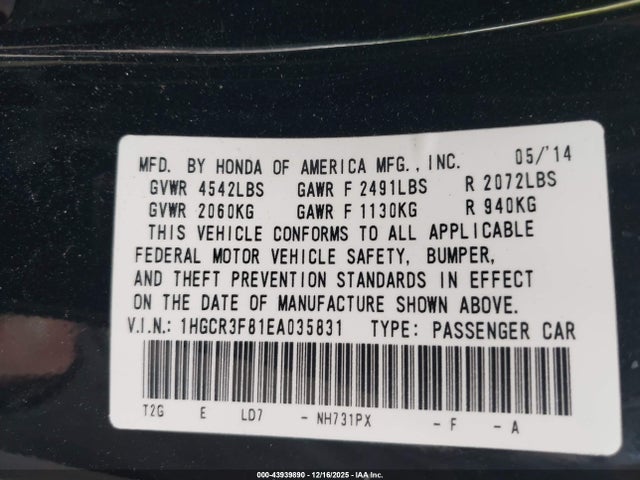 MFD. BY HONDA OF AMERICA MFG., INC. 05/'14
GVWR 4542LBS GAWR F 2491LBS R 2072LBS
GVWR 2060KG GAWR F 1130KG R 940KG
THIS VEHICLE CONFORMS TO ALL APPLICABLE
FEDERAL MOTOR VEHICLE SAFETY, BUMPER,
AND THEFT PREVENTION STANDARDS IN EFFECT
ON THE DATE OF MANUFACTURE SHOWN ABOVE.
V.I.N.: 1HGCR3F81EA035831 TYPE: PASSENGER CAR
T2G E LD7 - NH731PX - F - A
000-43939890 - 12/16/2025 - IAA Inc.